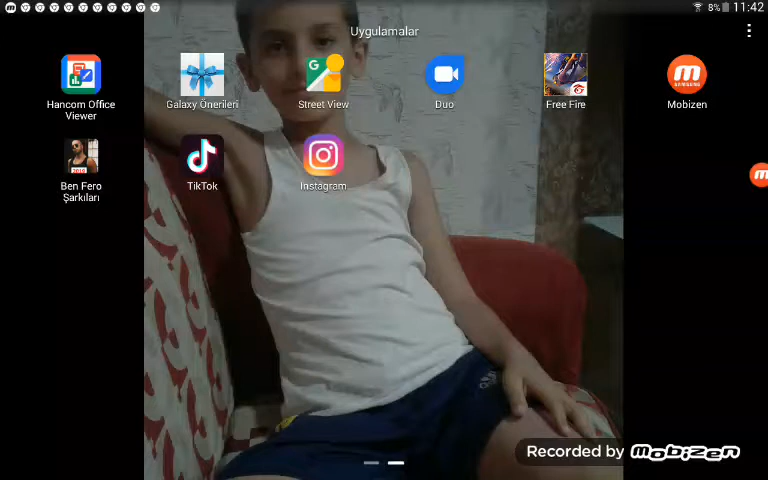 8% 11:42
Uygulamalar
Hancom Office Viewer
Galaxy Önerileri
Street View
Duo
Free Fire
Mobizen
Ben Fero Şarkıları
TikTok
Instagram
Recorded by Mobizen